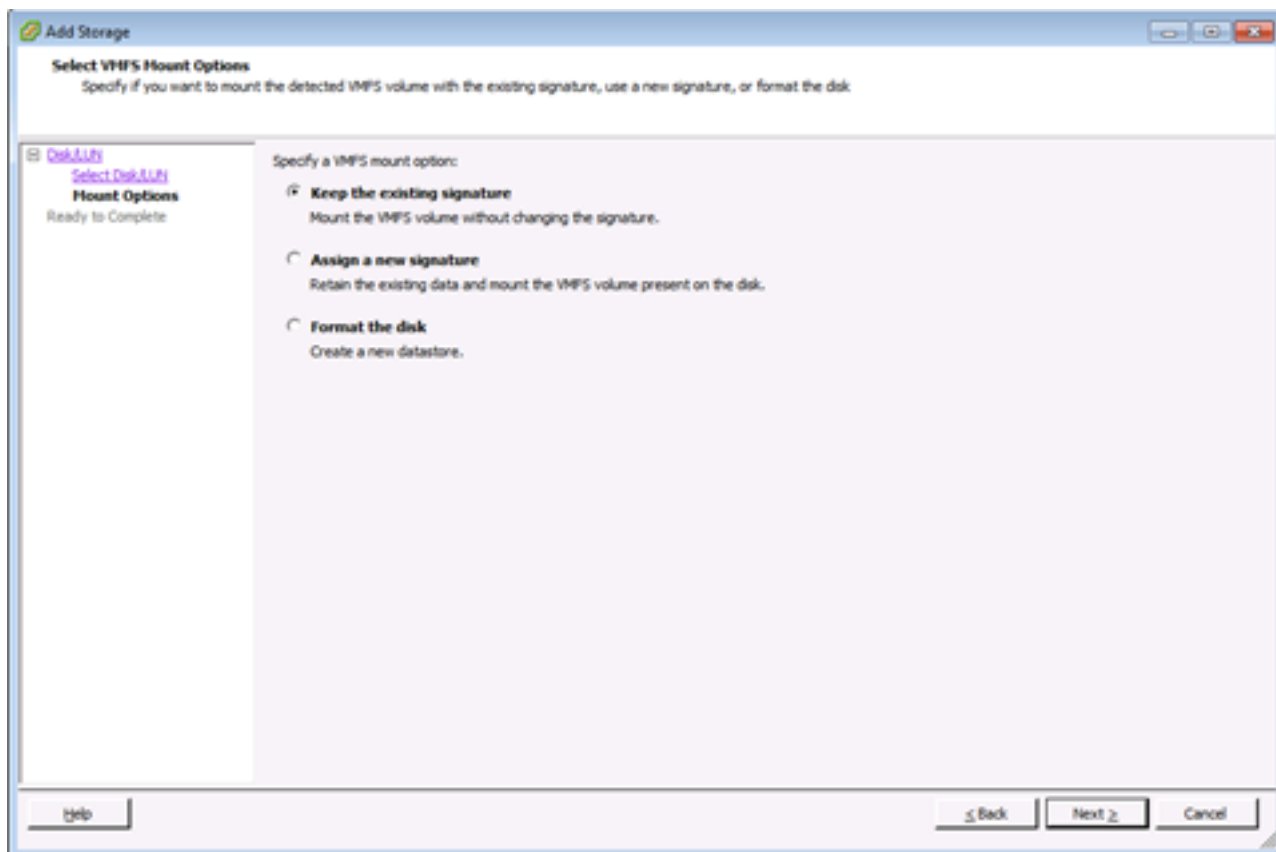 Add Storage
Select VMFS Mount Options
Specify if you want to mount the detected VMFS volume with the existing signature, use a new signature, or format the disk
Disk/LUN
Select Disk/LUN
Mount Options
Ready to Complete
Specify a VMFS mount option:
Keep the existing signature
Mount the VMFS volume without changing the signature.
Assign a new signature
Retain the existing data and mount the VMFS volume present on the disk.
Format the disk
Create a new datastore.
Help
≤ Back
Next ≥
Cancel